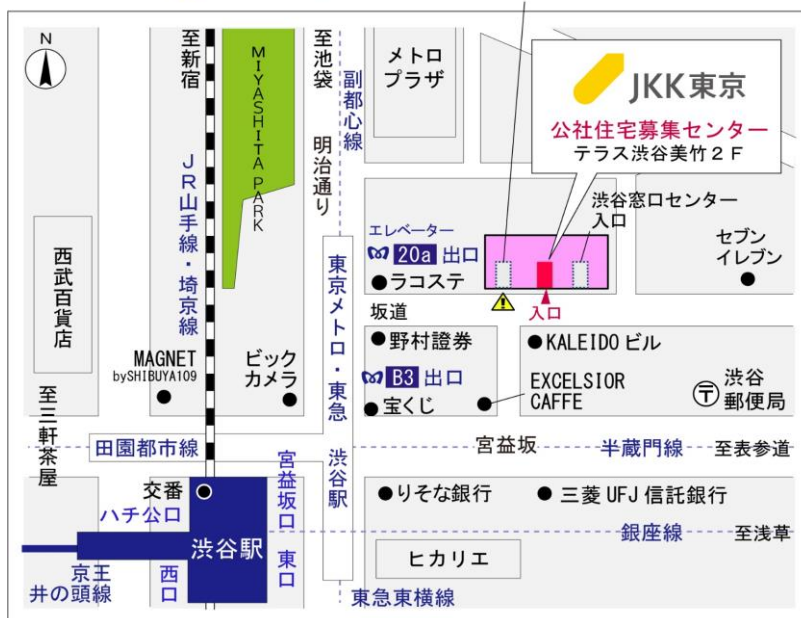 N
至新宿
MIYASHITA PARK
至池袋
副都心線
明治通り
メトロ
プラザ
JKK東京
公社住宅募集センター
テラス渋谷美竹２Ｆ
渋谷窓口センター
入口
JR山手線・埼京線
西武百貨店
エレベーター
20a 出口
ラコステ
セブン
イレブン
入口
坂道
東京メトロ・東急 渋谷駅
野村證券
KALEIDO ビル
MAGNET
bySHIBUYA109
ビック
カメラ
B3 出口
宝くじ
EXCELSIOR
CAFFE
〒 渋谷
郵便局
至三軒茶屋
田園都市線
宮益坂
半蔵門線
至表参道
交番
ハチ公口
宮益坂口
りそな銀行
三菱 UFJ 信託銀行
渋谷駅
銀座線
至浅草
京王
井の頭線
西口
東口
ヒカリエ
東急東横線